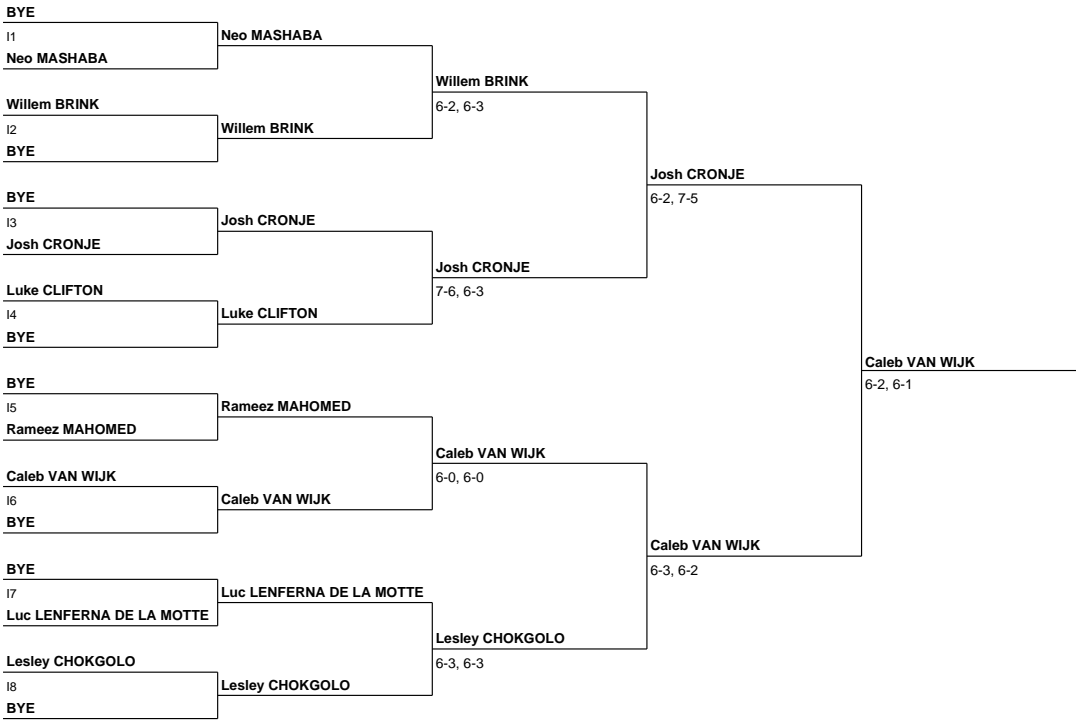 BYE
I1
Neo MASHABA
Willem BRINK
I2
BYE
BYE
I3
Josh CRONJE
Luke CLIFTON
I4
BYE
BYE
I5
Rameez MAHOMED
Caleb VAN WIJK
I6
BYE
BYE
I7
Luc LENFERNA DE LA MOTTE
Lesley CHOKGOLO
I8
BYE
Neo MASHABA
Willem BRINK
Josh CRONJE
Luke CLIFTON
Rameez MAHOMED
Caleb VAN WIJK
Luc LENFERNA DE LA MOTTE
Lesley CHOKGOLO
Willem BRINK
6-2, 6-3
Josh CRONJE
7-6, 6-3
Caleb VAN WIJK
6-0, 6-0
Lesley CHOKGOLO
6-3, 6-3
Josh CRONJE
6-2, 7-5
Caleb VAN WIJK
6-3, 6-2
Caleb VAN WIJK
6-2, 6-1